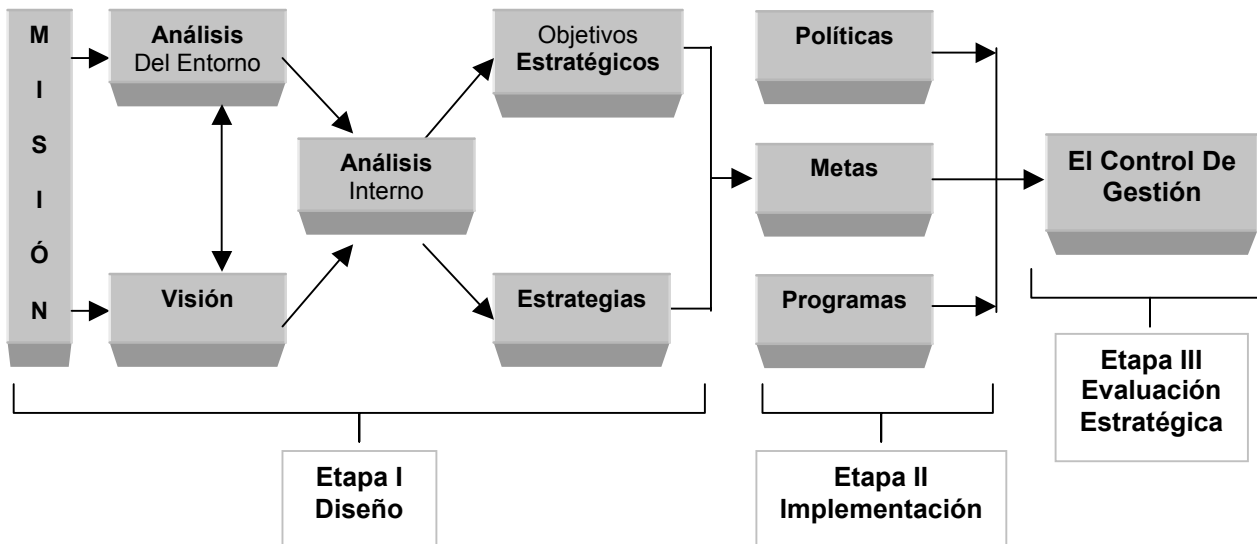 M
I
S
I
Ó
N
Análisis
Del Entorno
Visión
Análisis
Interno
Objetivos
Estratégicos
Estrategias
Políticas
Metas
Programas
El Control De
Gestión
Etapa I
Diseño
Etapa II
Implementación
Etapa III
Evaluación
Estratégica